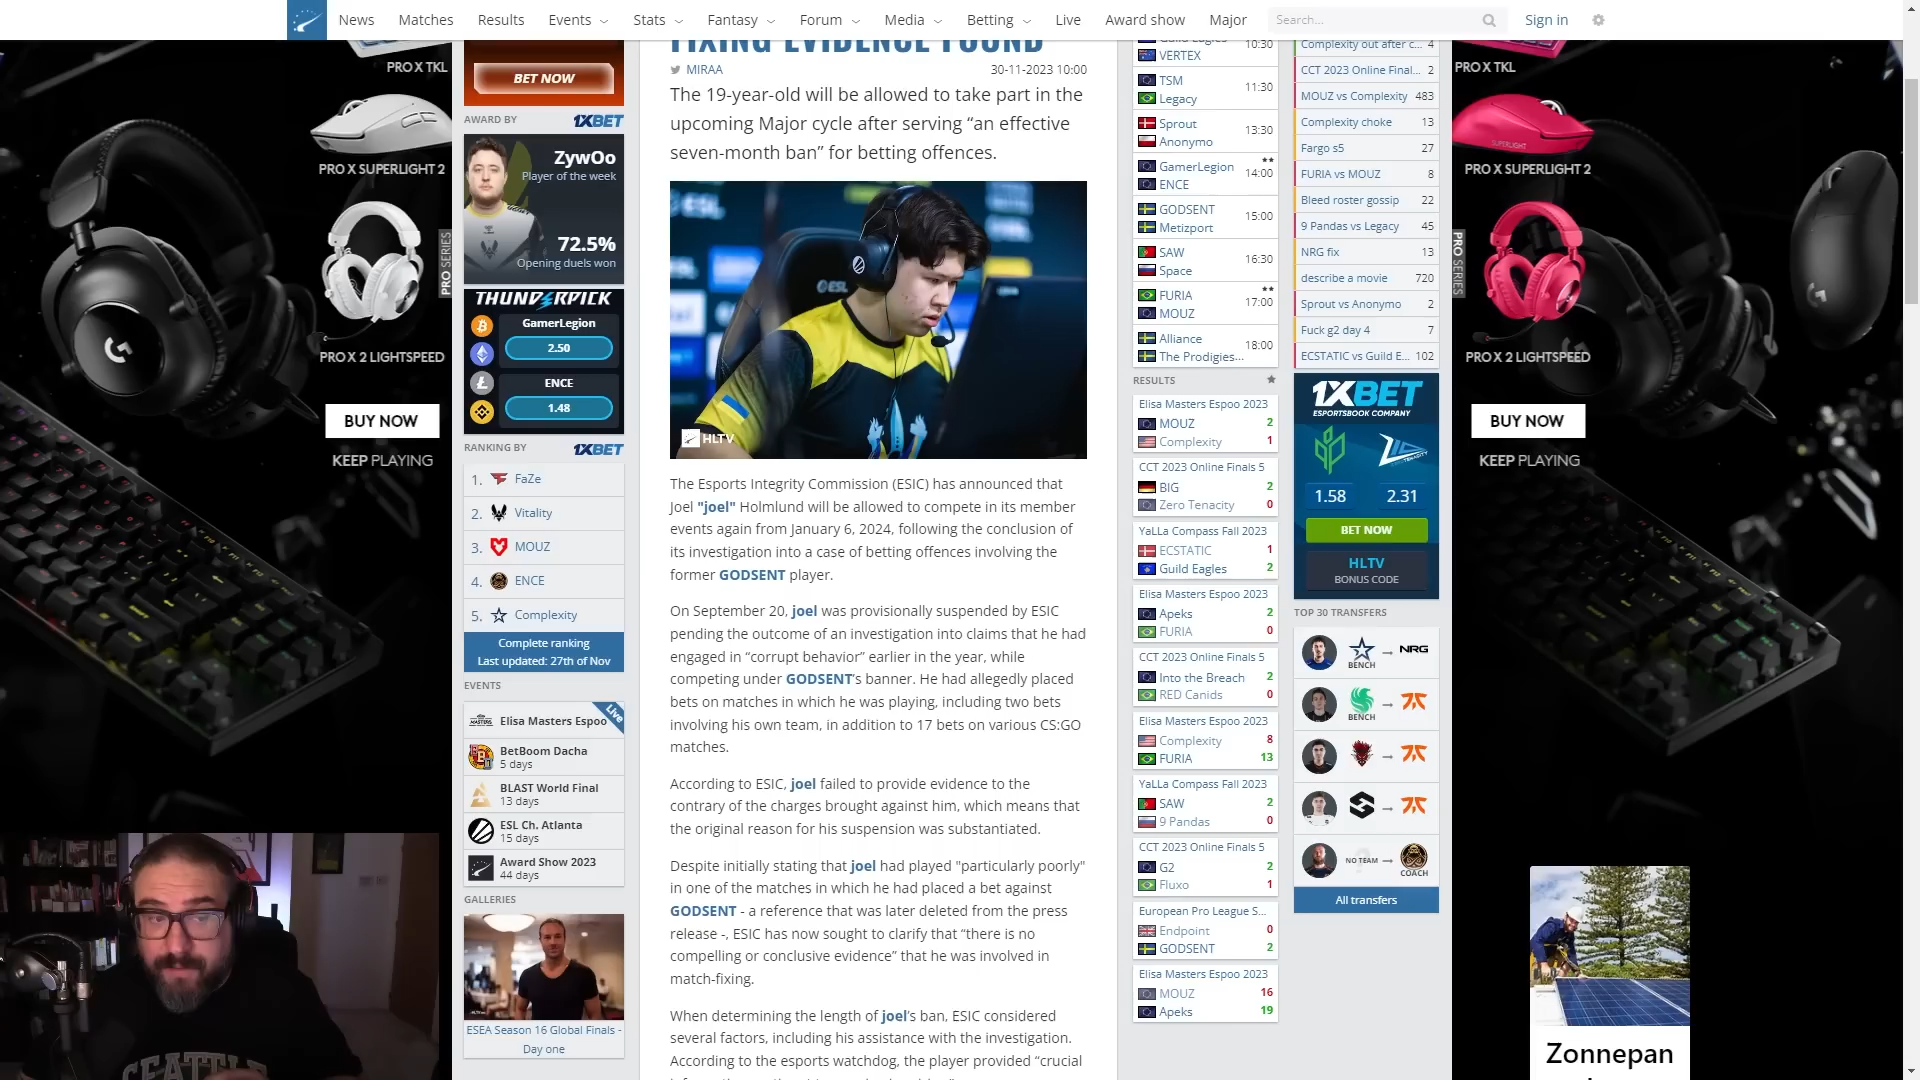 News Matches Results Events Stats Fantasy Forum Media Betting Live Award show Major Search... Sign in
FIXING EVIDENCE FOUND
MIRAA 30-11-2023 10:00
The 19-year-old will be allowed to take part in the
upcoming Major cycle after serving “an effective
seven-month ban” for betting offences.
ESL
HLTV
The Esports Integrity Commission (ESIC) has announced that
Joel "joel" Holmlund will be allowed to compete in its member
events again from January 6, 2024, following the conclusion of
its investigation into a case of betting offences involving the
former GODSENT player.
On September 20, joel was provisionally suspended by ESIC
pending the outcome of an investigation into claims that he had
engaged in “corrupt behavior” earlier in the year, while
competing under GODSENT's banner. He had allegedly placed
bets on matches in which he was playing, including two bets
involving his own team, in addition to 17 bets on various CS:GO
matches.
According to ESIC, joel failed to provide evidence to the
contrary of the charges brought against him, which means that
the original reason for his suspension was substantiated.
Despite initially stating that joel had played "particularly poorly"
in one of the matches in which he had placed a bet against
GODSENT - a reference that was later deleted from the press
release -, ESIC has now sought to clarify that “there is no
compelling or conclusive evidence” that he was involved in
match-fixing.
When determining the length of joel's ban, ESIC considered
several factors, including his assistance with the investigation.
According to the esports watchdog, the player provided “crucial
PRO X TKL
PRO X SUPERLIGHT 2
PRO SERIES
PRO X 2 LIGHTSPEED
BUY NOW
KEEP PLAYING
BET NOW
AWARD BY 1XBET
ZywOo
Player of the week
72.5%
Opening duels won
THUNDERPICK
GamerLegion
2.50
ENCE
1.48
RANKING BY 1XBET
1. FaZe
2. Vitality
3. MOUZ
4. ENCE
5. Complexity
Complete ranking
Last updated: 27th of Nov
EVENTS
Elisa Masters Espoo Live
BetBoom Dacha
5 days
BLAST World Final
13 days
ESL Ch. Atlanta
15 days
Award Show 2023
44 days
GALLERIES
ESEA Season 16 Global Finals -
Day one
SEATTLE
Guild Eagles
VERTEX
10:30
TSM
Legacy
11:30
Sprout
Anonymo
13:30
GamerLegion
ENCE
14:00
GODSENT
Metizport
15:00
SAW
Space
16:30
FURIA
MOUZ
17:00
Alliance
The Prodigies...
18:00
RESULTS
Elisa Masters Espoo 2023
MOUZ 2
Complexity 1
CCT 2023 Online Finals 5
BIG 2
Zero Tenacity 0
YaLLa Compass Fall 2023
ECSTATIC 1
Guild Eagles 2
Elisa Masters Espoo 2023
Apeks 2
FURIA 0
CCT 2023 Online Finals 5
Into the Breach 2
RED Canids 0
Elisa Masters Espoo 2023
Complexity 8
FURIA 13
YaLLa Compass Fall 2023
SAW 2
9 Pandas 0
CCT 2023 Online Finals 5
G2 2
Fluxo 1
European Pro League S...
Endpoint 0
GODSENT 2
Elisa Masters Espoo 2023
MOUZ 16
Apeks 19
Complexity out after c... 4
CCT 2023 Online Final... 2
MOUZ vs Complexity 483
Complexity choke 13
Fargo s5 27
FURIA vs MOUZ 8
Bleed roster gossip 22
9 Pandas vs Legacy 45
NRG fix 13
describe a movie 720
Sprout vs Anonymo 2
Fuck g2 day 4 7
ECSTATIC vs Guild E... 102
1XBET
ESPORTSBOOK COMPANY
1.58 2.31
BET NOW
HLTV
BONUS CODE
TOP 30 TRANSFERS
BENCH NRG
BENCH
NO TEAM COACH
All transfers
PRO X TKL
SUPERLIGHT
PRO X SUPERLIGHT 2
PRO SERIES
PRO X 2 LIGHTSPEED
BUY NOW
KEEP PLAYING
Zonnepan